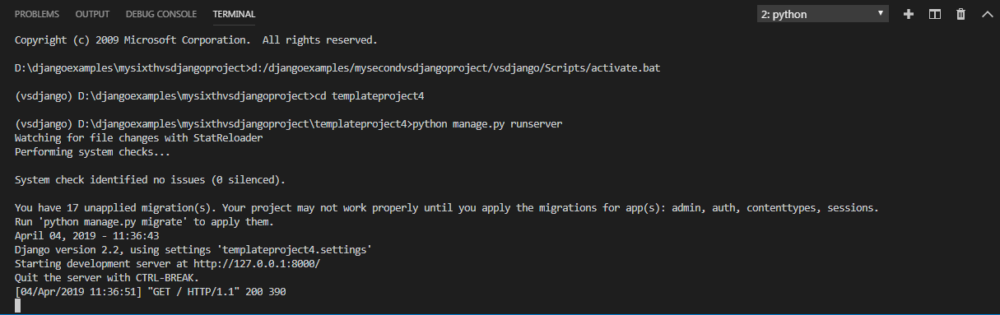 PROBLEMS OUTPUT DEBUG CONSOLE TERMINAL 2: python
Copyright (c) 2009 Microsoft Corporation.  All rights reserved.
D:\djangoexamples\mysixthvsdjangoproject>d:/djangoexamples/mysecondvsdjangoproject/vsdjango/Scripts/activate.bat
(vsdjango) D:\djangoexamples\mysixthvsdjangoproject>cd templateproject4
(vsdjango) D:\djangoexamples\mysixthvsdjangoproject\templateproject4>python manage.py runserver
Watching for file changes with StatReloader
Performing system checks...
System check identified no issues (0 silenced).
You have 17 unapplied migration(s). Your project may not work properly until you apply the migrations for app(s): admin, auth, contenttypes, sessions.
Run 'python manage.py migrate' to apply them.
April 04, 2019 - 11:36:43
Django version 2.2, using settings 'templateproject4.settings'
Starting development server at http://127.0.0.1:8000/
Quit the server with CTRL-BREAK.
[04/Apr/2019 11:36:51] "GET / HTTP/1.1" 200 390